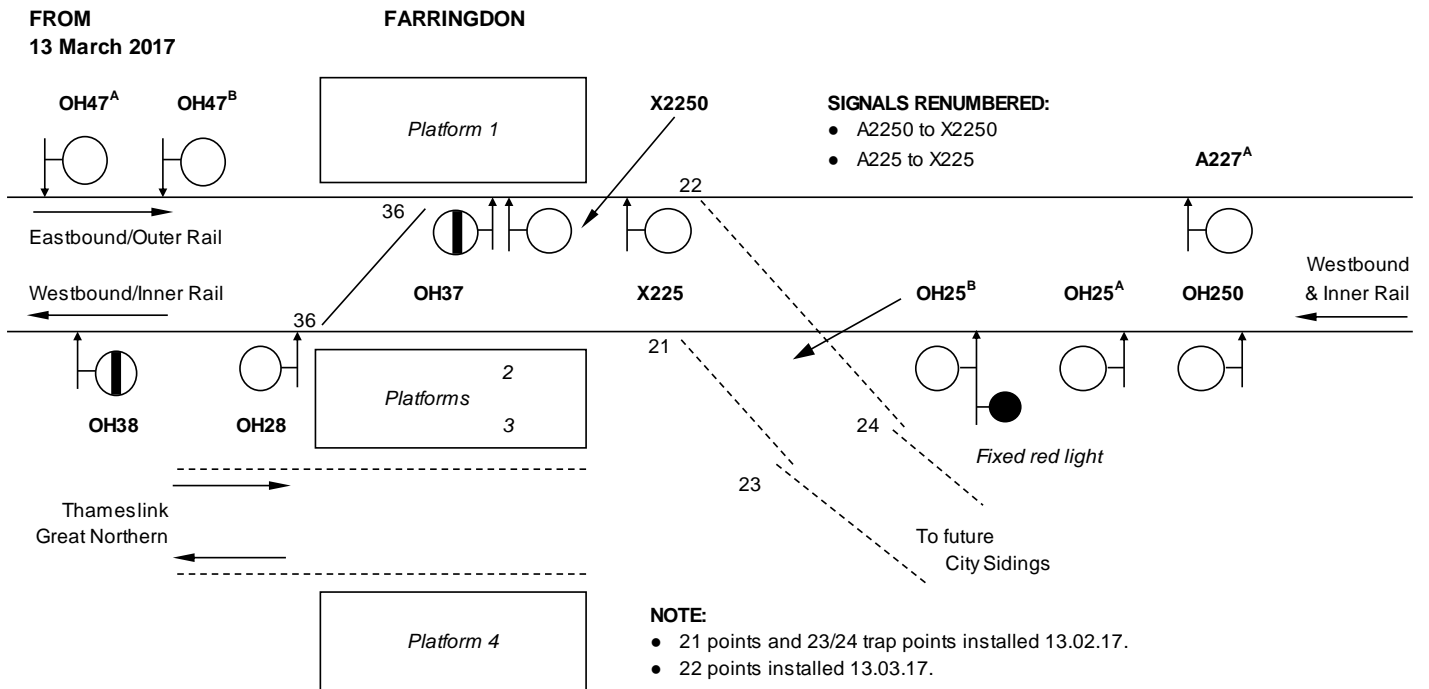 FROM
13 March 2017
FARRINGDON
OH47A
OH47B
Platform 1
X2250
SIGNALS RENUMBERED:
● A2250 to X2250
● A225 to X225
A227A
36
22
Eastbound/Outer Rail
Westbound/Inner Rail
OH37
X225
OH25B
OH25A
OH250
Westbound
& Inner Rail
36
21
2
Platforms
3
OH38
OH28
24
Fixed red light
23
Thameslink
Great Northern
To future
City Sidings
Platform 4
NOTE:
● 21 points and 23/24 trap points installed 13.02.17.
● 22 points installed 13.03.17.